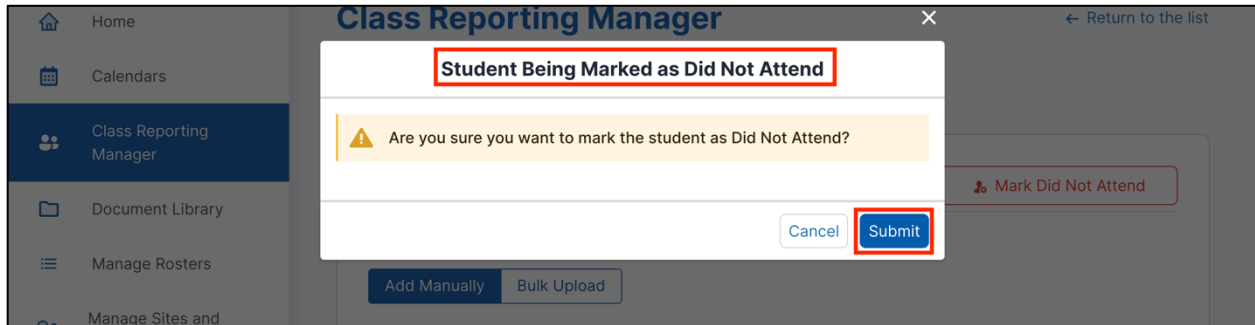 Home
Class Reporting Manager
← Return to the list
Calendars
Student Being Marked as Did Not Attend
Class Reporting
Manager
Are you sure you want to mark the student as Did Not Attend?
Mark Did Not Attend
Document Library
Cancel
Submit
Manage Rosters
Add Manually
Bulk Upload
Manage Sites and